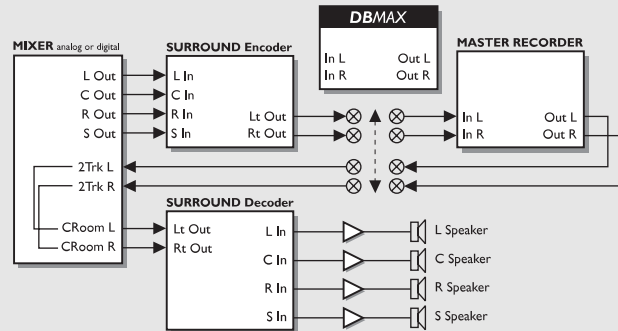 DBMAX
In L Out L
In R Out R
MIXER analog or digital
L Out
C Out
R Out
S Out
2Trk L
2Trk R
CRoom L
CRoom R
SURROUND Encoder
L In
C In
R In
S In
Lt Out
Rt Out
MASTER RECORDER
In L Out L
In R Out R
SURROUND Decoder
Lt Out
Rt Out
L In
C In
R In
S In
L Speaker
C Speaker
R Speaker
S Speaker